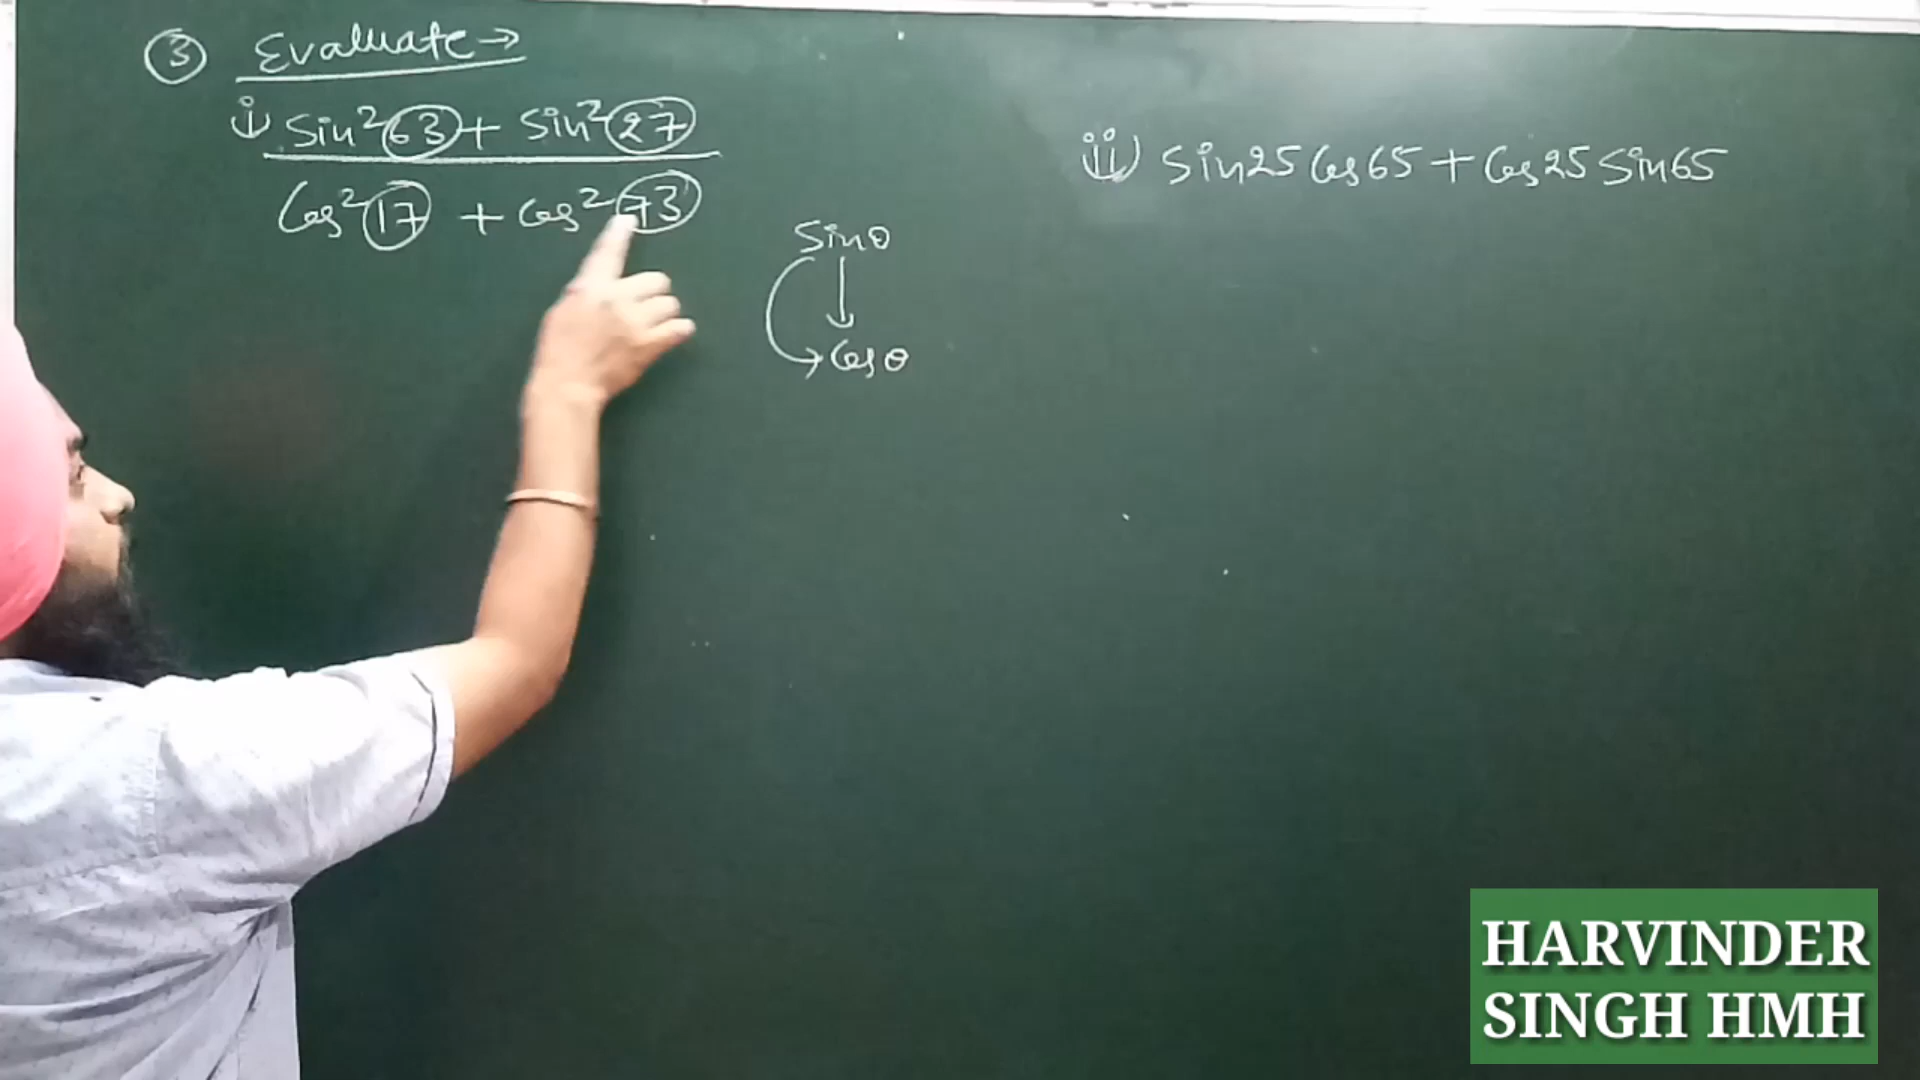 ③ Evaluate →
i) Sin²63 + Sin²27
Cos²17 + Cos²73
ii) Sin25 Cos65 + Cos25 Sin65
Sinθ
Cosθ
HARVINDER
SINGH HMH